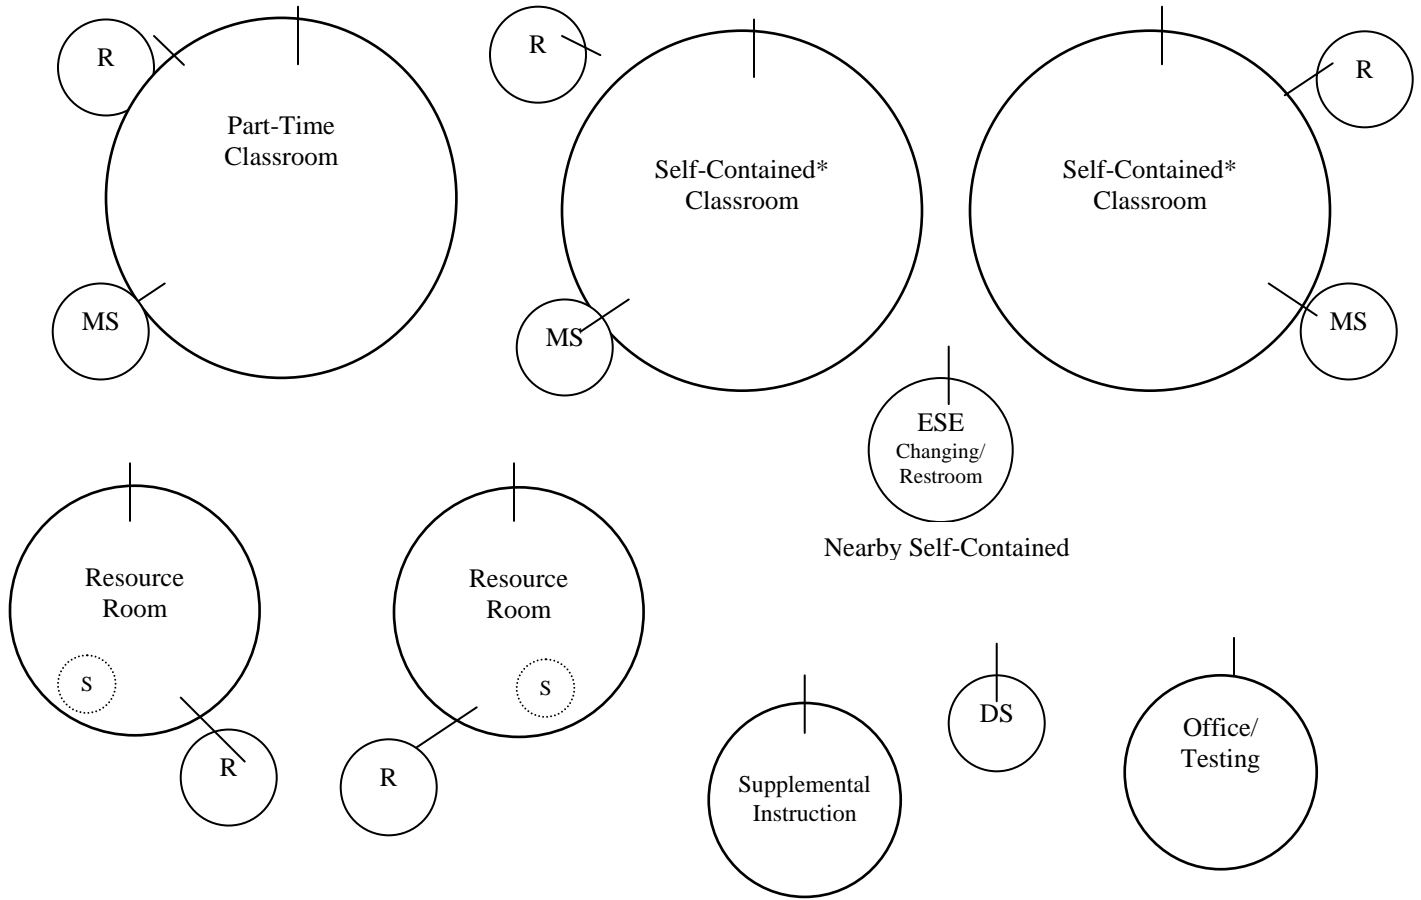 R
Part-Time
Classroom
MS
R
Self-Contained*
Classroom
MS
R
Self-Contained*
Classroom
MS
ESE
Changing/
Restroom
Nearby Self-Contained
Resource
Room
S
R
Resource
Room
S
R
Supplemental
Instruction
DS
Office/
Testing